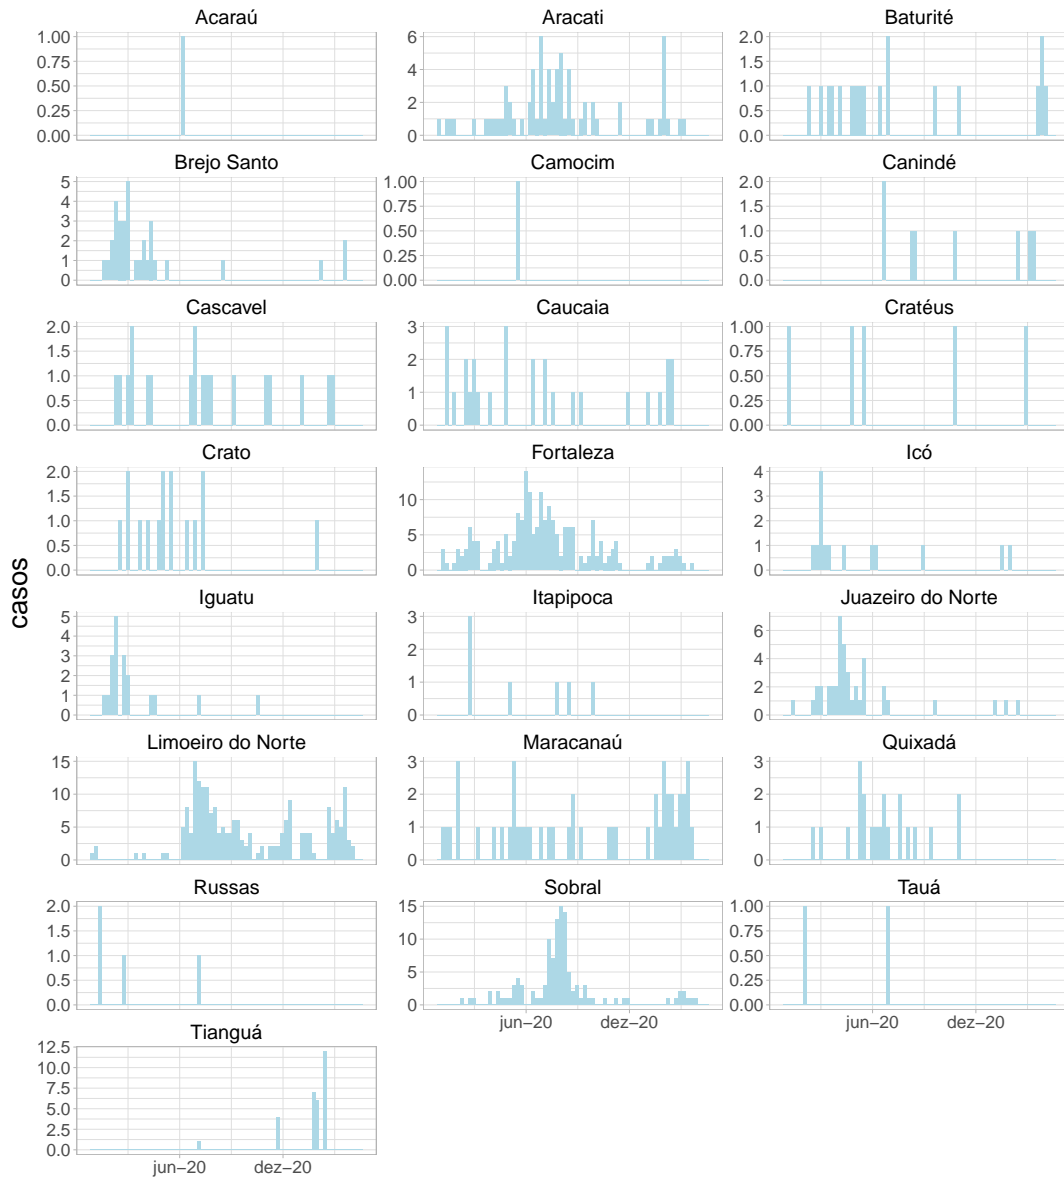 Acaraú Aracati Baturité
1.00 0.75 0.50 0.25 0.00
6 4 2 0
2.0 1.5 1.0 0.5 0.0
Brejo Santo Camocim Canindé
5 4 3 2 1 0
1.00 0.75 0.50 0.25 0.00
2.0 1.5 1.0 0.5 0.0
Cascavel Caucaia Cratéus
2.0 1.5 1.0 0.5 0.0
3 2 1 0
1.00 0.75 0.50 0.25 0.00
Crato Fortaleza Icó
2.0 1.5 1.0 0.5 0.0
10 5 0
4 3 2 1 0
casos
Iguatu Itapipoca Juazeiro do Norte
5 4 3 2 1 0
3 2 1 0
6 4 2 0
Limoeiro do Norte Maracanaú Quixadá
15 10 5 0
3 2 1 0
3 2 1 0
Russas Sobral Tauá
2.0 1.5 1.0 0.5 0.0
15 10 5 0
1.00 0.75 0.50 0.25 0.00
jun–20 dez–20 jun–20 dez–20
Tianguá
12.5 10.0 7.5 5.0 2.5 0.0
jun–20 dez–20